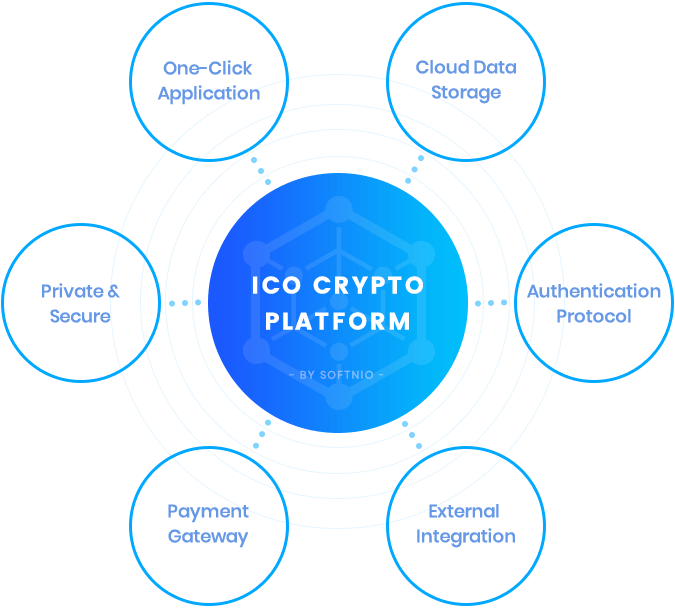 One-Click
Application
Cloud Data
Storage
Private &
Secure
ICO CRYPTO
PLATFORM
- BY SOFTNIO -
Authentication
Protocol
Payment
Gateway
External
Integration